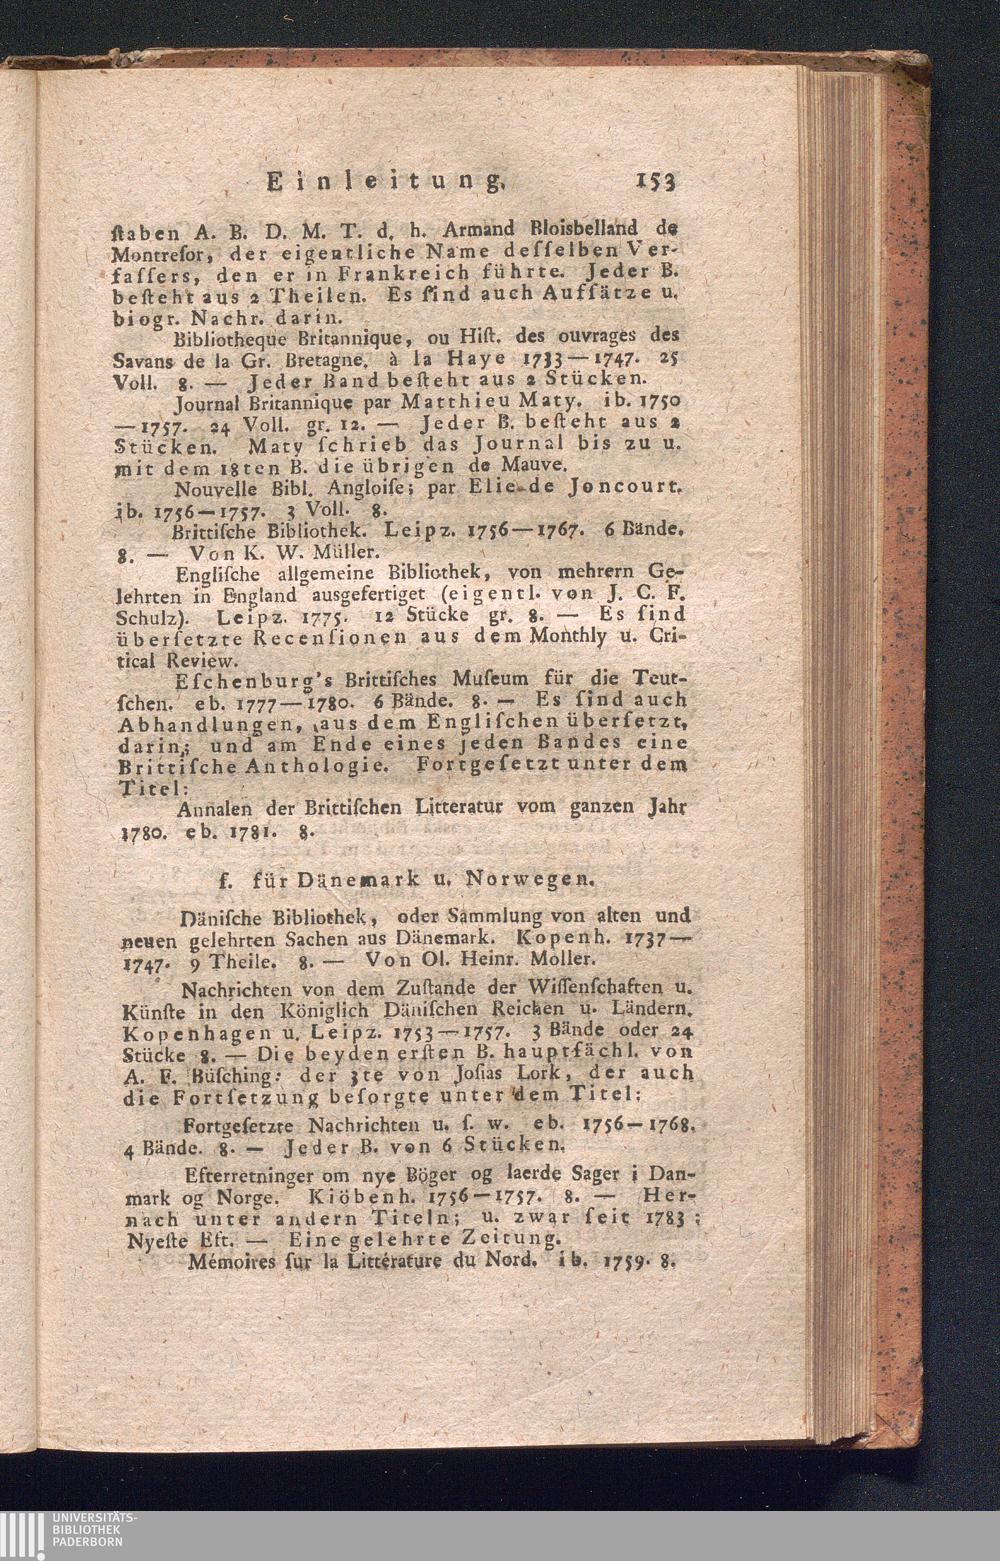 Einleitung. 153
ſtaben A. B. D. M. T. d. h. Armand Bloisbelland de
Montreſor, der eigentliche Name deſſelben Ver-
faſſers, den er in Frankreich führte. Jeder B.
beſteht aus 2 Theilen. Es ſind auch Aufſätze u.
biogr. Nachr. darin.
Bibliotheque Britannique, ou Hiſt. des ouvrages des
Savans de la Gr. Bretagne. à la Haye 1733—1747. 25
Voll. 8. — Jeder Band beſteht aus 2 Stücken.
Journal Britannique par Matthieu Maty. ib. 1750
—1757. 24 Voll. gr. 12. — Jeder B. beſteht aus 2
Stücken. Maty ſchrieb das Journal bis zu u.
mit dem 18ten B. die übrigen de Mauve.
Nouvelle Bibl. Angloiſe; par Elie de Joncourt.
ib. 1756—1757. 3 Voll. 8.
Brittiſche Bibliothek. Leipz. 1756—1767. 6 Bände.
8. — Von K. W. Müller.
Engliſche allgemeine Bibliothek, von mehrern Ge-
lehrten in England ausgefertiget (eigentl. von J. C. F.
Schulz). Leipz. 1775. 12 Stücke gr. 8. — Es ſind
überſetzte Recenſionen aus dem Monthly u. Cri-
tical Review.
Eſchenburg's Brittiſches Muſeum für die Teut-
ſchen. eb. 1777—1780. 6 Bände. 8. — Es ſind auch
Abhandlungen, aus dem Engliſchen überſetzt,
darin; und am Ende eines jeden Bandes eine
Brittiſche Anthologie. Fortgeſetzt unter dem
Titel:
Annalen der Brittiſchen Litteratur vom ganzen Jahr
1780. eb. 1781. 8.
f. für Dänemark u. Norwegen.
Däniſche Bibliothek, oder Sammlung von alten und
neuen gelehrten Sachen aus Dänemark. Kopenh. 1737—
1747. 9 Theile. 8. — Von Ol. Heinr. Moller.
Nachrichten von dem Zuſtande der Wiſſenſchaften u.
Künſte in den Königlich Däniſchen Reichen u. Ländern.
Kopenhagen u. Leipz. 1753—1757. 3 Bände oder 24
Stücke 8. — Die beyden erſten B. hauptſächl. von
A. F. Büſching: der 3te von Joſias Lork, der auch
die Fortſetzung beſorgte unter dem Titel:
Fortgeſetzte Nachrichten u. ſ. w. eb. 1756—1768.
4 Bände. 8. — Jeder B. von 6 Stücken.
Efterretninger om nye Böger og laerde Sager i Dan-
mark og Norge. Kiöbenh. 1756—1757. 8. — Her-
nach unter andern Titeln; u. zwar ſeit 1783:
Nyeſte Eft. — Eine gelehrte Zeitung.
Mémoires ſur la Littérature du Nord. ib. 1759. 8.
UNIVERSITÄTS-
BIBLIOTHEK
PADERBORN